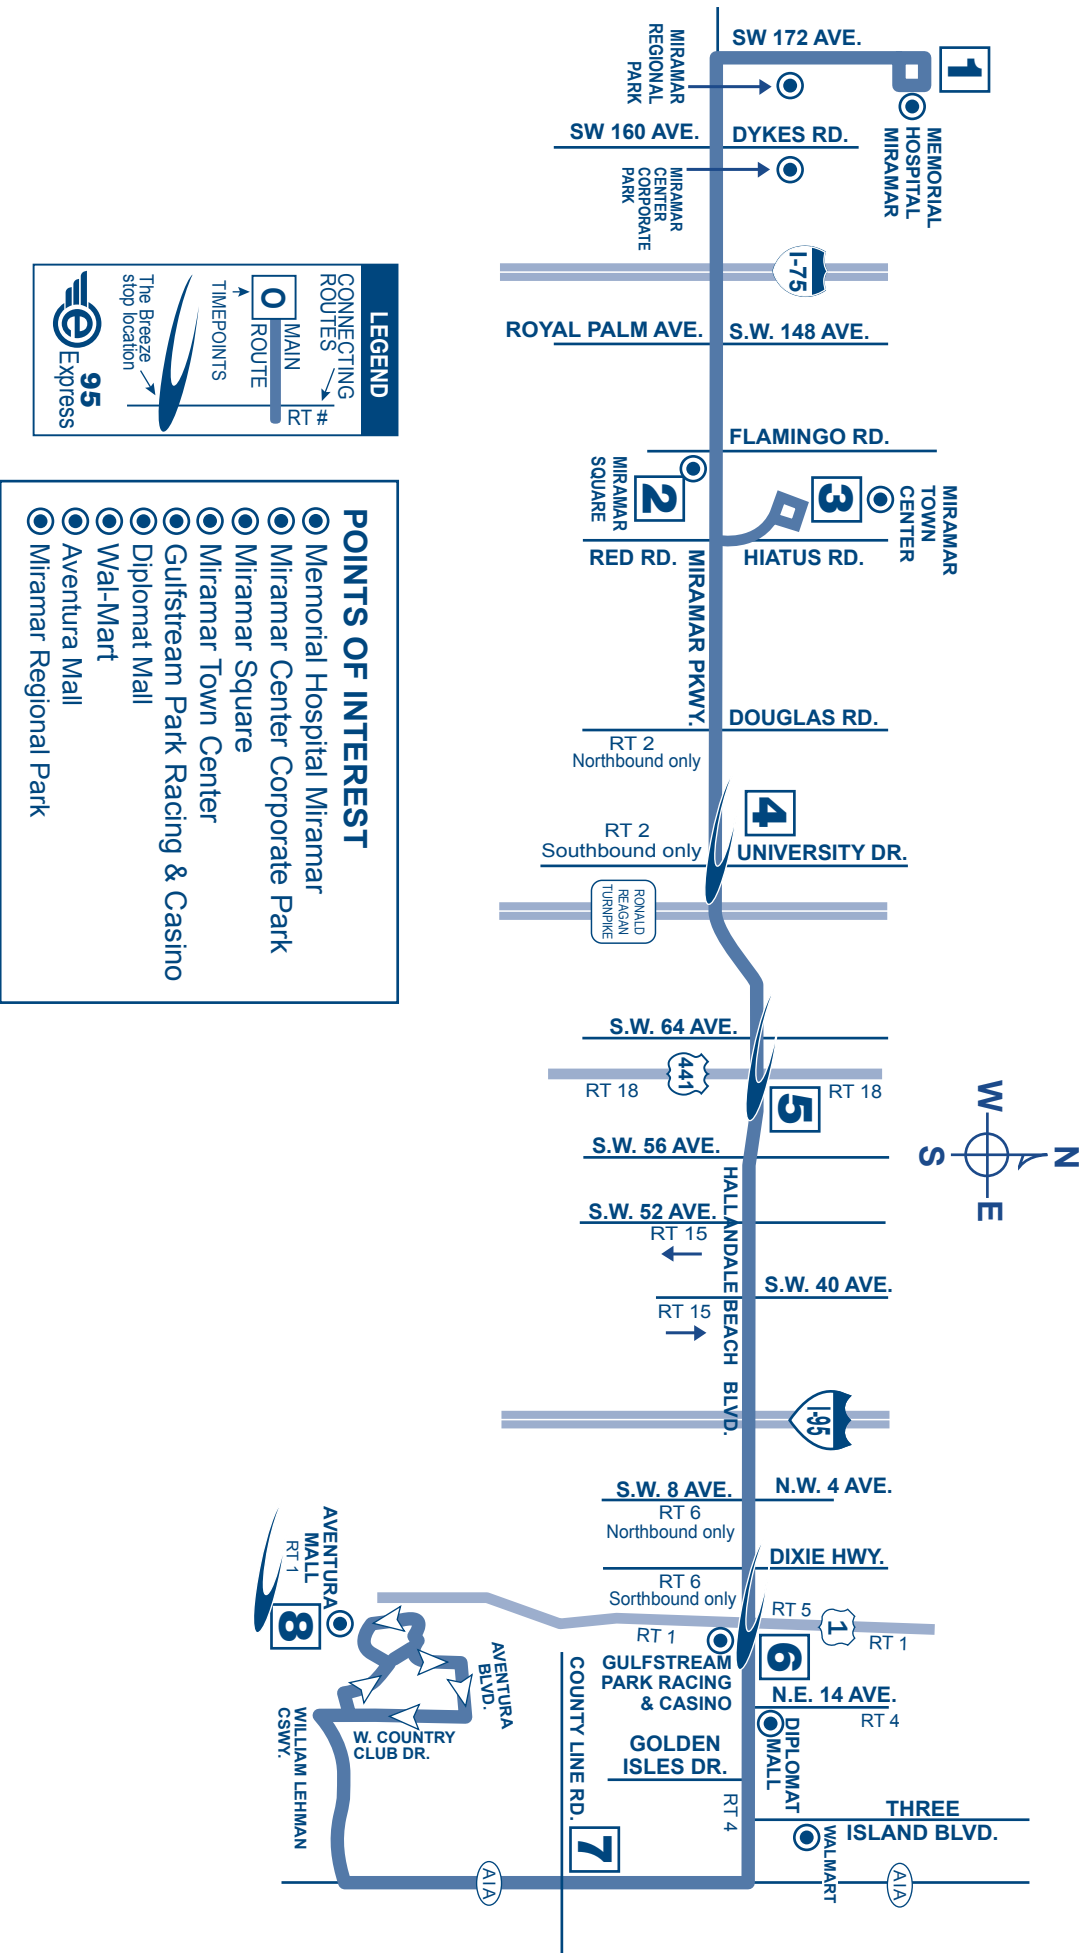 1
SW 172 AVE.
MEMORIAL
HOSPITAL
MIRAMAR
MIRAMAR
REGIONAL
PARK
SW 160 AVE.
DYKES RD.
MIRAMAR
CENTER
CORPORATE
PARK
I-75
ROYAL PALM AVE.
S.W. 148 AVE.
FLAMINGO RD.
MIRAMAR
SQUARE
2
3
MIRAMAR
TOWN
CENTER
RED RD.
HIATUS RD.
MIRAMAR PKWY.
DOUGLAS RD.
RT 2
Northbound only
4
RT 2
Southbound only
UNIVERSITY DR.
RONALD
REAGAN
TURNPIKE
S.W. 64 AVE.
441
RT 18
RT 18
5
S.W. 56 AVE.
HALLANDALE BEACH BLVD.
S.W. 52 AVE.
RT 15
S.W. 40 AVE.
RT 15
I-95
S.W. 8 AVE.
N.W. 4 AVE.
RT 6
Northbound only
DIXIE HWY.
RT 6
Sorthbound only
RT 5
1
RT 1
RT 1
6
GULFSTREAM
PARK RACING
& CASINO
N.E. 14 AVE.
RT 4
DIPLOMAT
MALL
GOLDEN
ISLES DR.
RT 4
THREE
ISLAND BLVD.
WALMART
A1A
A1A
7
COUNTY LINE RD.
AVENTURA
BLVD.
W. COUNTRY
CLUB DR.
WILLIAM LEHMAN
CSWY.
AVENTURA
MALL
RT 1
8
N
W
E
S
LEGEND
CONNECTING
ROUTES
RT #
0
MAIN
ROUTE
TIMEPOINTS
The Breeze
stop location
e
95
Express
POINTS OF INTEREST
Memorial Hospital Miramar
Miramar Center Corporate Park
Miramar Square
Miramar Town Center
Gulfstream Park Racing & Casino
Diplomat Mall
Wal-Mart
Aventura Mall
Miramar Regional Park